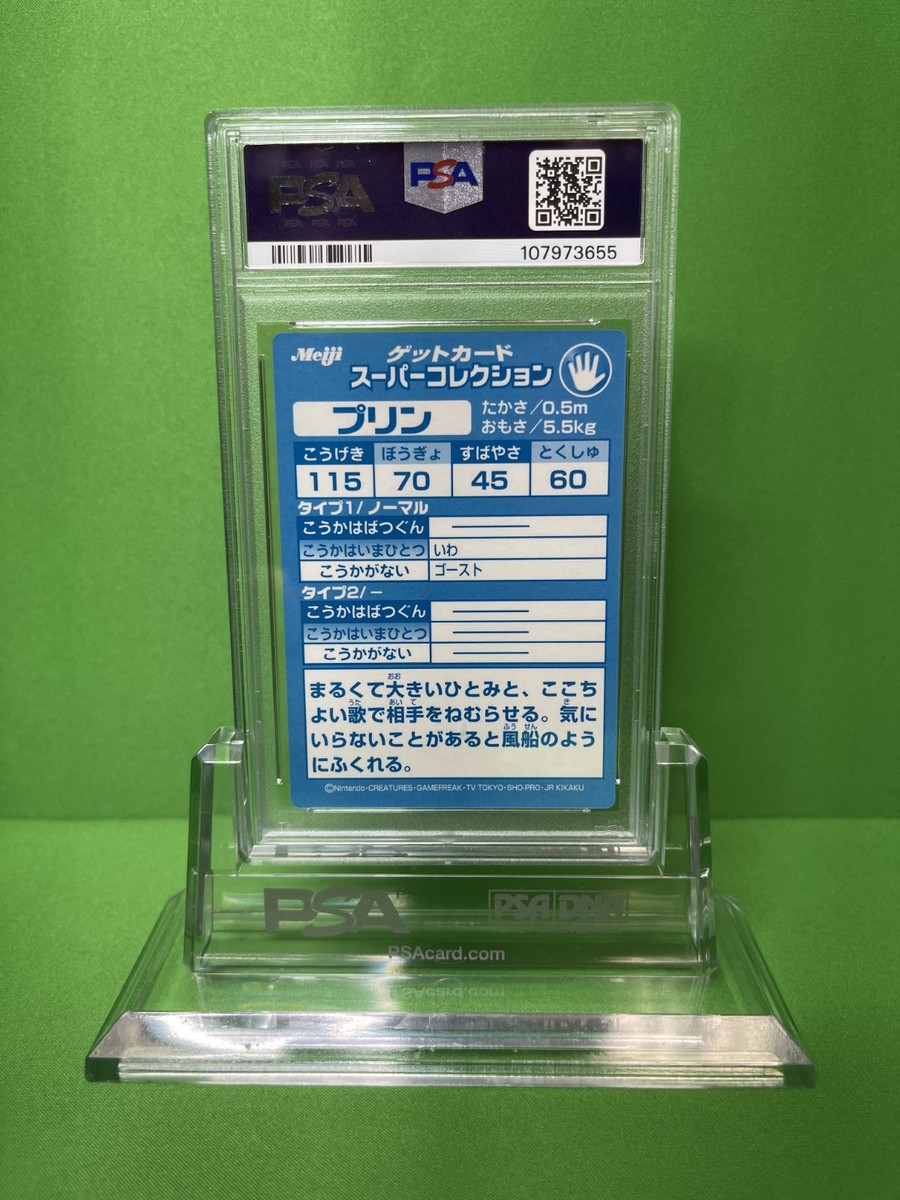 PSA
PSA
107973655
Meiji
ゲットカード
スーパーコレクション
プリン
たかさ/0.5m
おもさ/5.5kg
こうげき ぼうぎょ すばやさ とくしゅ
115 70 45 60
タイプ1/ノーマル
こうかはばつぐん
こうかはいまひとつ いわ
こうかがない ゴースト
タイプ2/ー
こうかはばつぐん
こうかはいまひとつ
こうかがない
まるくて大きいひとみと、ここち
よい歌で相手をねむらせる。気に
いらないことがあると風船のよう
にふくれる。
©Nintendo・CREATURES・GAMEFREAK・TV TOKYO・SHO-PRO・JR KIKAKU
PSA PSA DNA
PSAcard.com